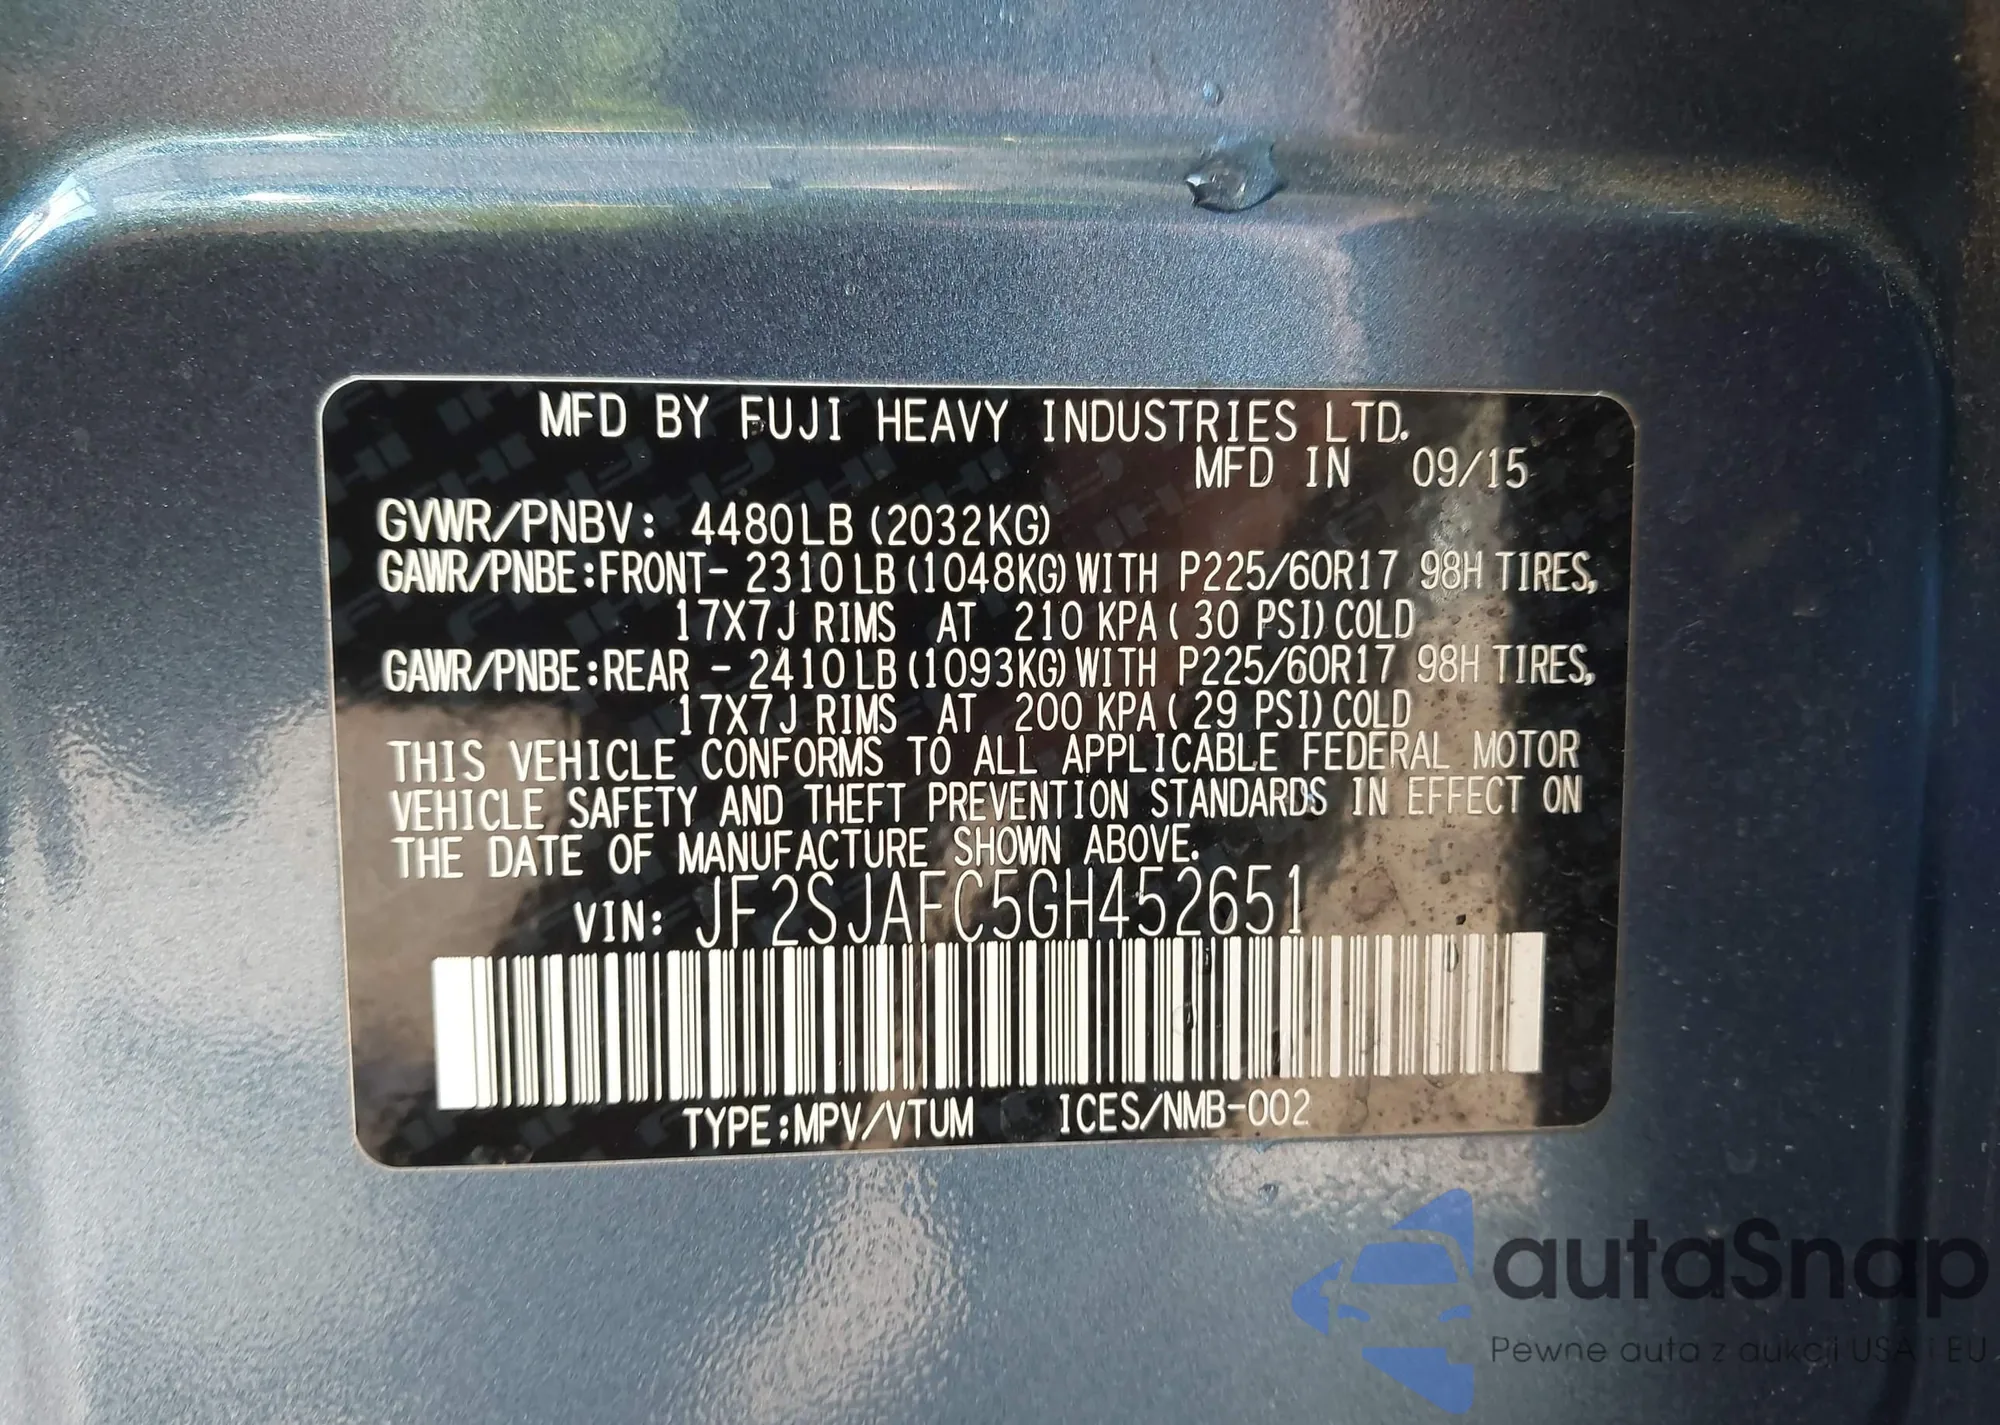 MFD BY FUJI HEAVY INDUSTRIES LTD.
MFD IN 09/15
GVWR/PNBV: 4480LB (2032KG)
GAWR/PNBE:FRONT- 2310LB(1048KG)WITH P225/60R17 98H TIRES,
17X7J RIMS AT 210 KPA( 30 PSI)COLD
GAWR/PNBE:REAR - 2410LB(1093KG)WITH P225/60R17 98H TIRES,
17X7J RIMS AT 200 KPA( 29 PSI)COLD
THIS VEHICLE CONFORMS TO ALL APPLICABLE FEDERAL MOTOR
VEHICLE SAFETY AND THEFT PREVENTION STANDARDS IN EFFECT ON
THE DATE OF MANUFACTURE SHOWN ABOVE.
VIN: JF2SJAFC5GH452651
TYPE:MPV/VTUM ICES/NMB-002
autaSnap
Pewne auta z aukcji USA i EU